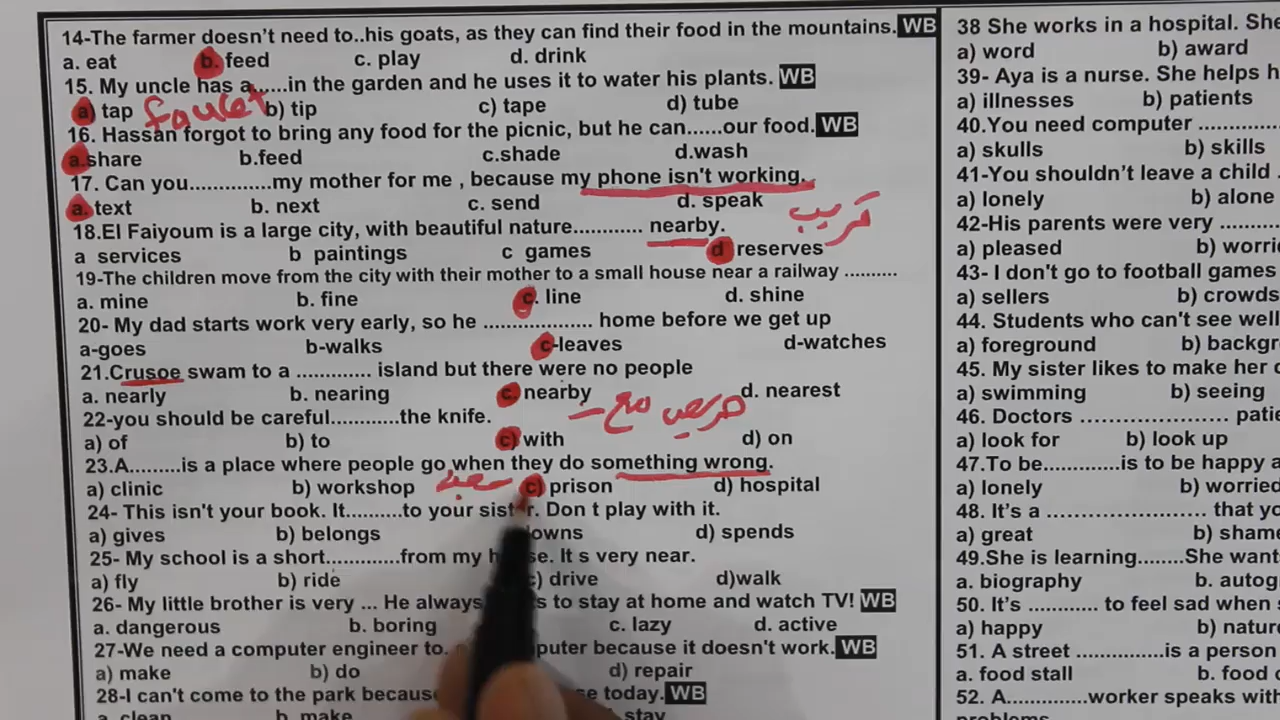 14-The farmer doesn't need to..his goats, as they can find their food in the mountains. WB
a. eat b. feed c. play d. drink
15. My uncle has a......in the garden and he uses it to water his plants. WB
a) tap faucet b) tip c) tape d) tube
16. Hassan forgot to bring any food for the picnic, but he can......our food. WB
a. share b.feed c.shade d.wash
17. Can you..............my mother for me , because my phone isn't working.
a. text b. next c. send d. speak
قريب
18.El Faiyoum is a large city, with beautiful nature............ nearby.
a services b paintings c games d reserves
19-The children move from the city with their mother to a small house near a railway ..........
a. mine b. fine c. line d. shine
20- My dad starts work very early, so he ................... home before we get up
a-goes b-walks c-leaves d-watches
21.Crusoe swam to a ............. island but there were no people
a. nearly b. nearing c. nearby d. nearest
حريص مع
22-you should be careful............the knife.
a) of b) to c) with d) on
23.A.........is a place where people go when they do something wrong.
a) clinic b) workshop c) prison d) hospital
24- This isn't your book. It..........to your sister. Don t play with it.
a) gives b) belongs owns d) spends
25- My school is a short............from my house. It s very near.
a) fly b) ride c) drive d)walk
26- My little brother is very ... He always to stay at home and watch TV! WB
a. dangerous b. boring c. lazy d. active
27-We need a computer engineer to. computer because it doesn't work. WB
a) make b) do d) repair
28-I can't come to the park because today. WB
a. clean b. make stay
38 She works in a hospital. She
a) word b) award
39- Aya is a nurse. She helps
a) illnesses b) patients
40.You need computer ............
a) skulls b) skills
41-You shouldn't leave a child .
a) lonely b) alone
42-His parents were very ..........
a) pleased b)
43- I don't go to football games
a) sellers b) crowds
44. Students who can't see well
a) foreground b)
45. My sister likes to make her
a) swimming b) seeing
46. Doctors ..................
a) look for b) look up
47.To be............is to be happy
a) lonely b) worried
48. It's a ........................ that
a) great b)
49.She is learning........She
a. biography b.
50. It's ........... to feel sad when
a) happy b)
51. A street ..............is a person
a. food stall b. food
52. A.............worker speaks with
problems.